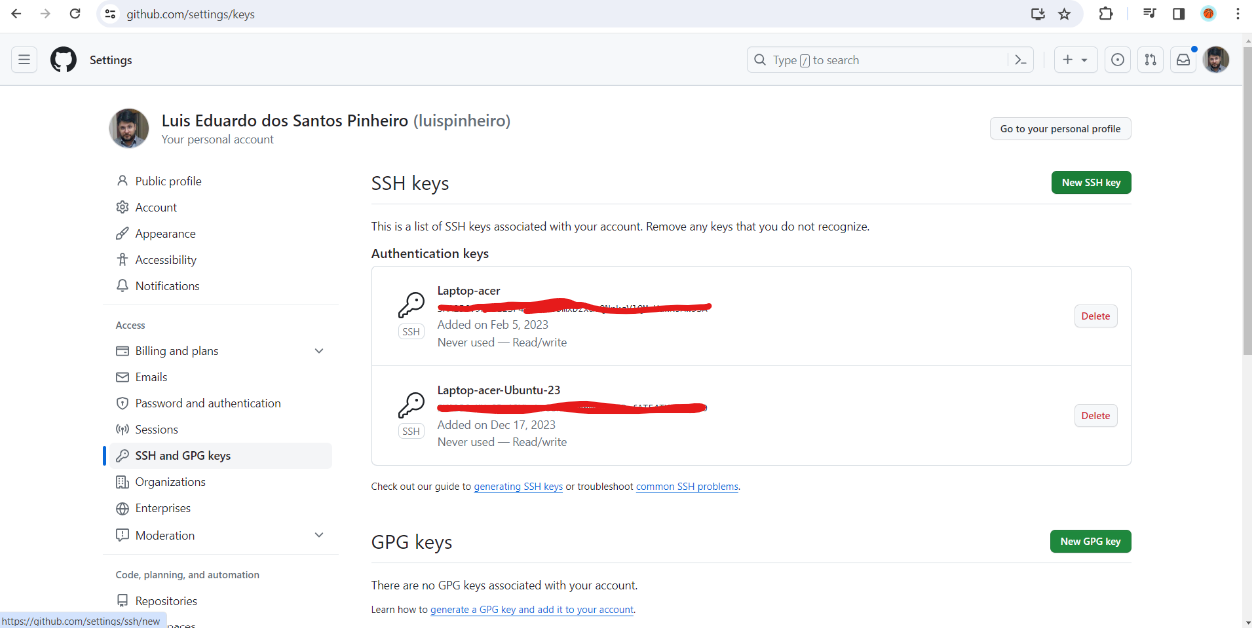 github.com/settings/keys
Settings
Type / to search
Luis Eduardo dos Santos Pinheiro (luispinheiro)
Your personal account
Go to your personal profile
Public profile
Account
Appearance
Accessibility
Notifications
Access
Billing and plans
Emails
Password and authentication
Sessions
SSH and GPG keys
Organizations
Enterprises
Moderation
Code, planning, and automation
Repositories
SSH keys
New SSH key
This is a list of SSH keys associated with your account. Remove any keys that you do not recognize.
Authentication keys
Laptop-acer
SSH
Added on Feb 5, 2023
Never used — Read/write
Delete
Laptop-acer-Ubuntu-23
SSH
Added on Dec 17, 2023
Never used — Read/write
Delete
Check out our guide to generating SSH keys or troubleshoot common SSH problems.
GPG keys
New GPG key
There are no GPG keys associated with your account.
Learn how to generate a GPG key and add it to your account.
https://github.com/settings/ssh/new